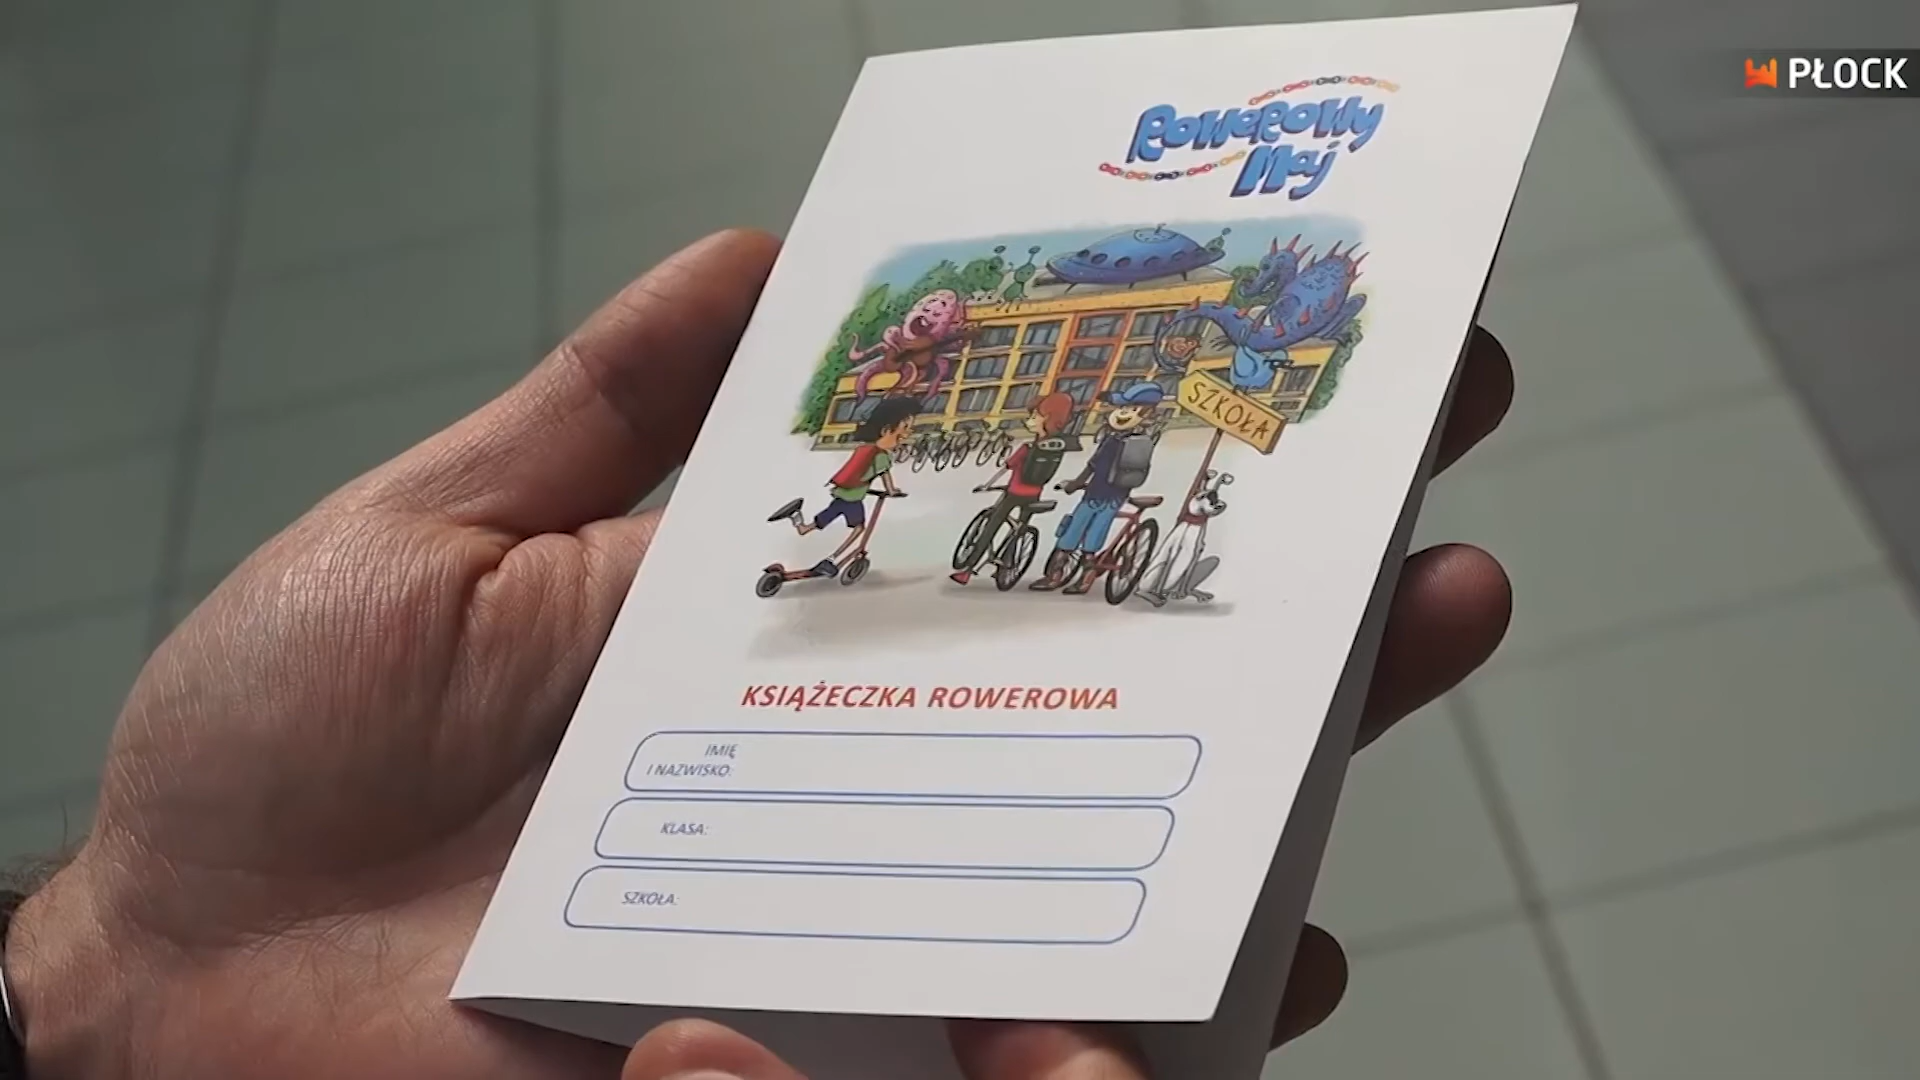 PŁOCK
Rowerowy
Maj
SZKOŁA
KSIĄŻECZKA ROWEROWA
IMIĘ
I NAZWISKO:
KLASA:
SZKOŁA: